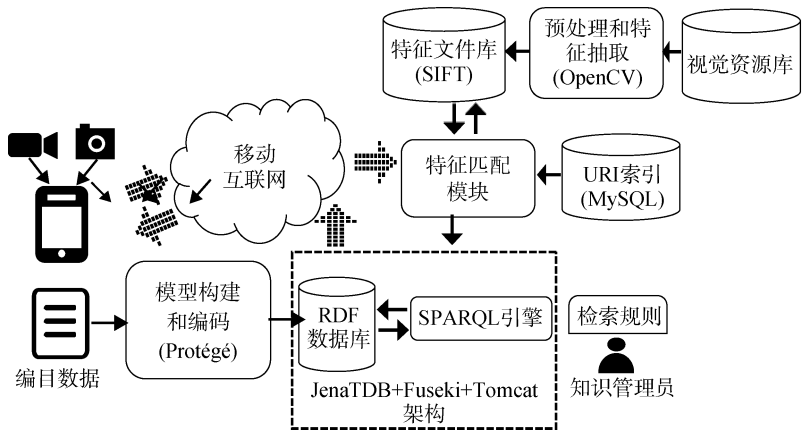 特征文件库
(SIFT)
预处理和特
征抽取
(OpenCV)
视觉资源库
移动
互联网
特征匹配
模块
URI索引
(MySQL)
模型构建
和编码
(Protégé)
RDF
数据库
SPARQL引擎
检索规则
编目数据
JenaTDB+Fuseki+Tomcat
架构
知识管理员